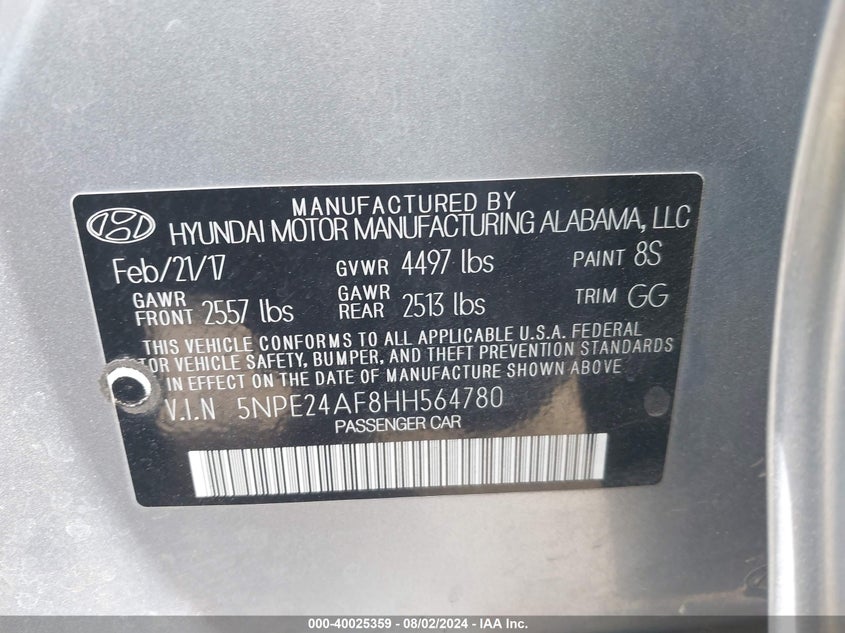 MANUFACTURED BY
HYUNDAI MOTOR MANUFACTURING ALABAMA, LLC
Feb/21/17 GVWR 4497 lbs PAINT 8S
GAWR FRONT 2557 lbs GAWR REAR 2513 lbs TRIM GG
THIS VEHICLE CONFORMS TO ALL APPLICABLE U.S.A. FEDERAL
TOR VEHICLE SAFETY, BUMPER, AND THEFT PREVENTION STANDARDS
IN EFFECT ON THE DATE OF MANUFACTURE SHOWN ABOVE.
V.I.N 5NPE24AF8HH564780
PASSENGER CAR
000-40025359 - 08/02/2024 - IAA Inc.